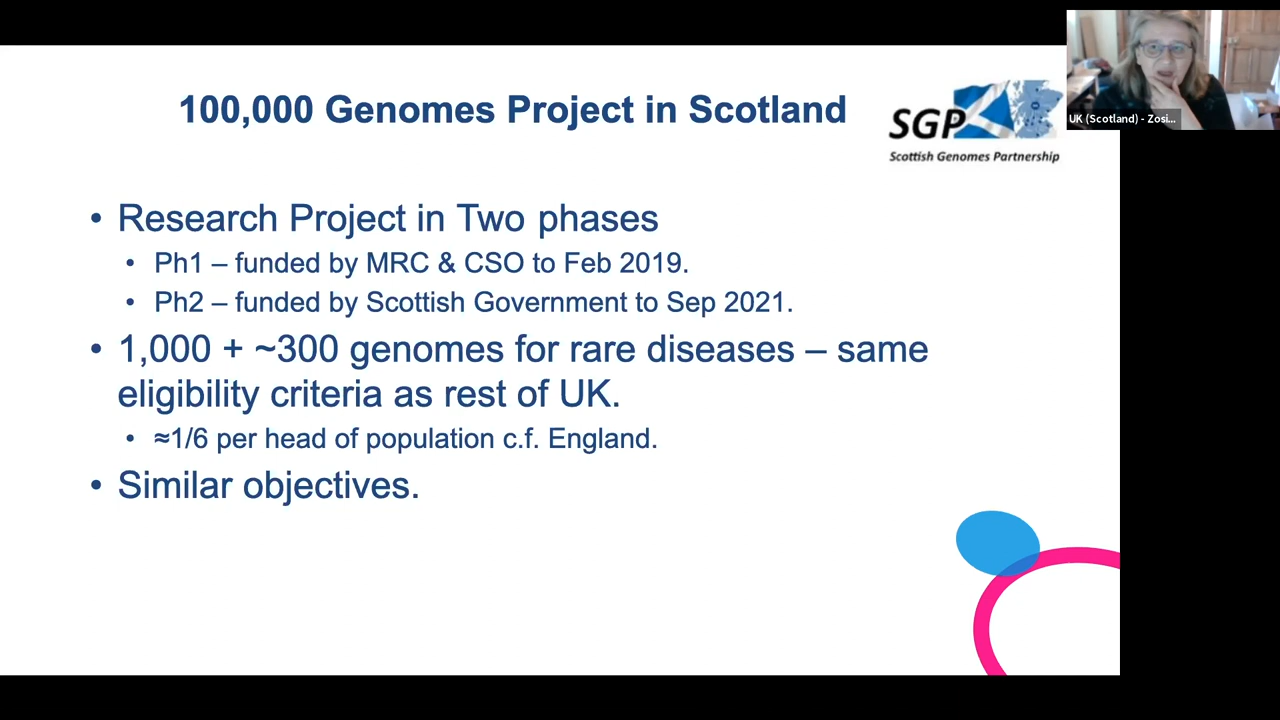 100,000 Genomes Project in Scotland
SGP
Scottish Genomes Partnership
UK (Scotland) - Zosi...
• Research Project in Two phases
• Ph1 – funded by MRC & CSO to Feb 2019.
• Ph2 – funded by Scottish Government to Sep 2021.
• 1,000 + ~300 genomes for rare diseases – same
eligibility criteria as rest of UK.
• ≈1/6 per head of population c.f. England.
• Similar objectives.